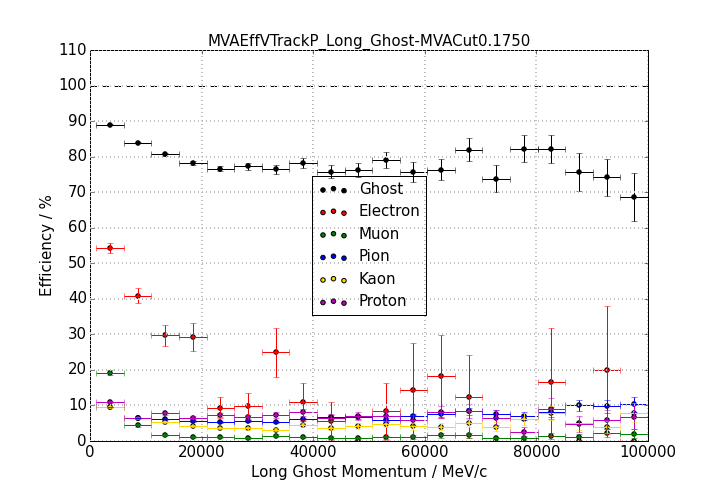 MVAEffVTrackP_Long_Ghost-MVACut0.1750
110
100
90
80
70
60
50
40
30
20
10
0
Efficiency / %
Ghost
Electron
Muon
Pion
Kaon
Proton
0 20000 40000 60000 80000 100000
Long Ghost Momentum / MeV/c